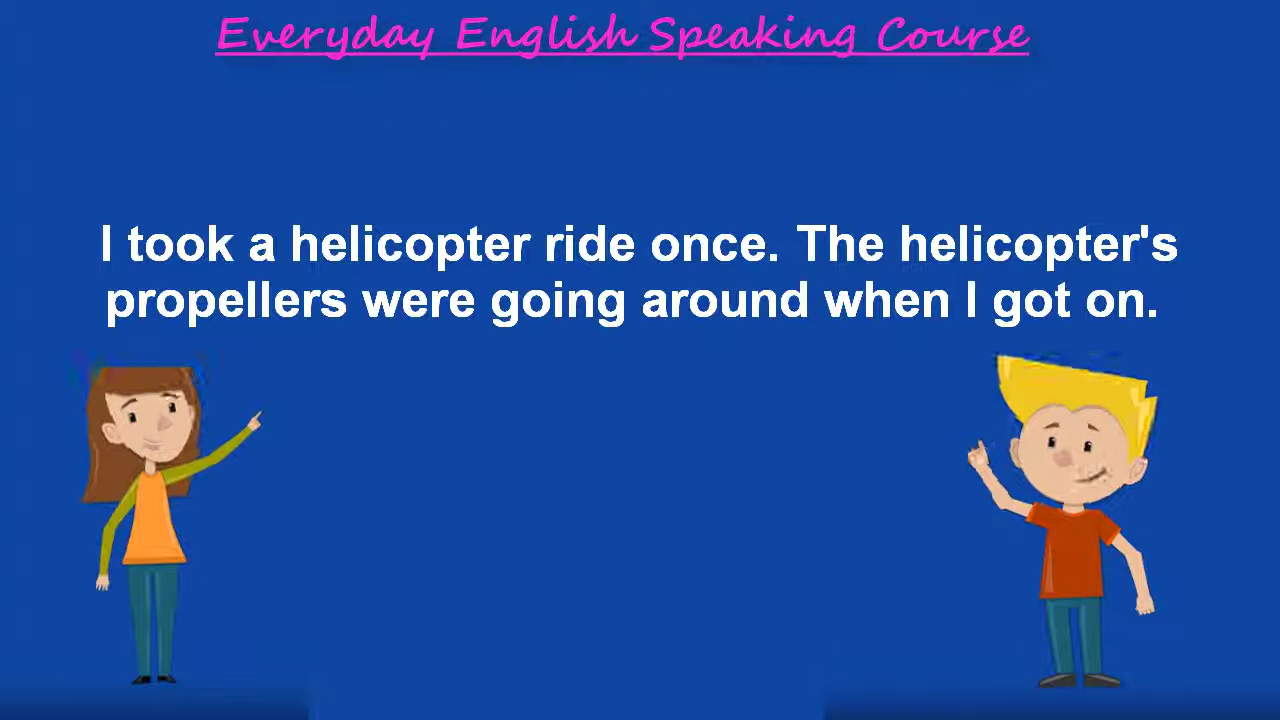 Everyday English Speaking Course
I took a helicopter ride once. The helicopter's
propellers were going around when I got on.